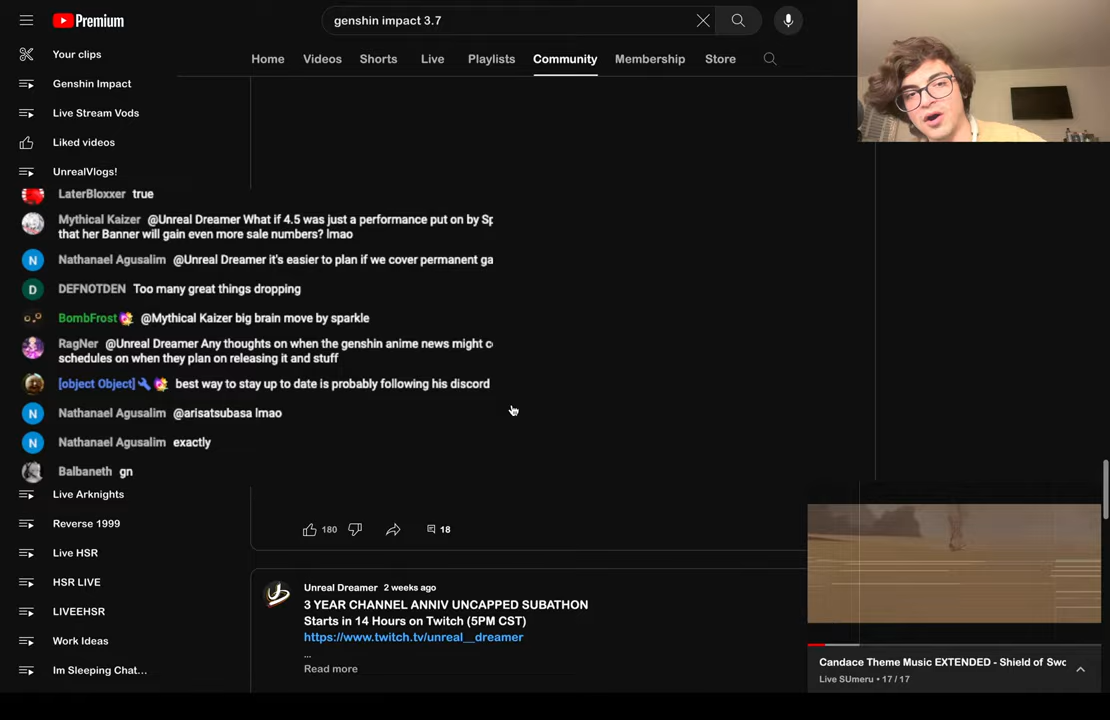 Premium
genshin impact 3.7
Your clips
Genshin Impact
Live Stream Vods
Liked videos
UnrealVlogs!
Home Videos Shorts Live Playlists Community Membership Store
LaterBloxxer true
Mythical Kaizer @Unreal Dreamer What if 4.5 was just a performance put on by Sp
that her Banner will gain even more sale numbers? lmao
Nathanael Agusalim @Unreal Dreamer it's easier to plan if we cover permanent ga
DEFNOTDEN Too many great things dropping
BombFrost @Mythical Kaizer big brain move by sparkle
RagNer @Unreal Dreamer Any thoughts on when the genshin anime news might c
schedules on when they plan on releasing it and stuff
[object Object] best way to stay up to date is probably following his discord
Nathanael Agusalim @arisatsubasa lmao
Nathanael Agusalim exactly
Balbaneth gn
Live Arknights
Reverse 1999
Live HSR
HSR LIVE
LIVEEHSR
Work Ideas
Im Sleeping Chat...
180 18
Unreal Dreamer 2 weeks ago
3 YEAR CHANNEL ANNIV UNCAPPED SUBATHON
Starts in 14 Hours on Twitch (5PM CST)
https://www.twitch.tv/unreal__dreamer
...
Read more
Candace Theme Music EXTENDED - Shield of Swo
Live SUmeru • 17 / 17